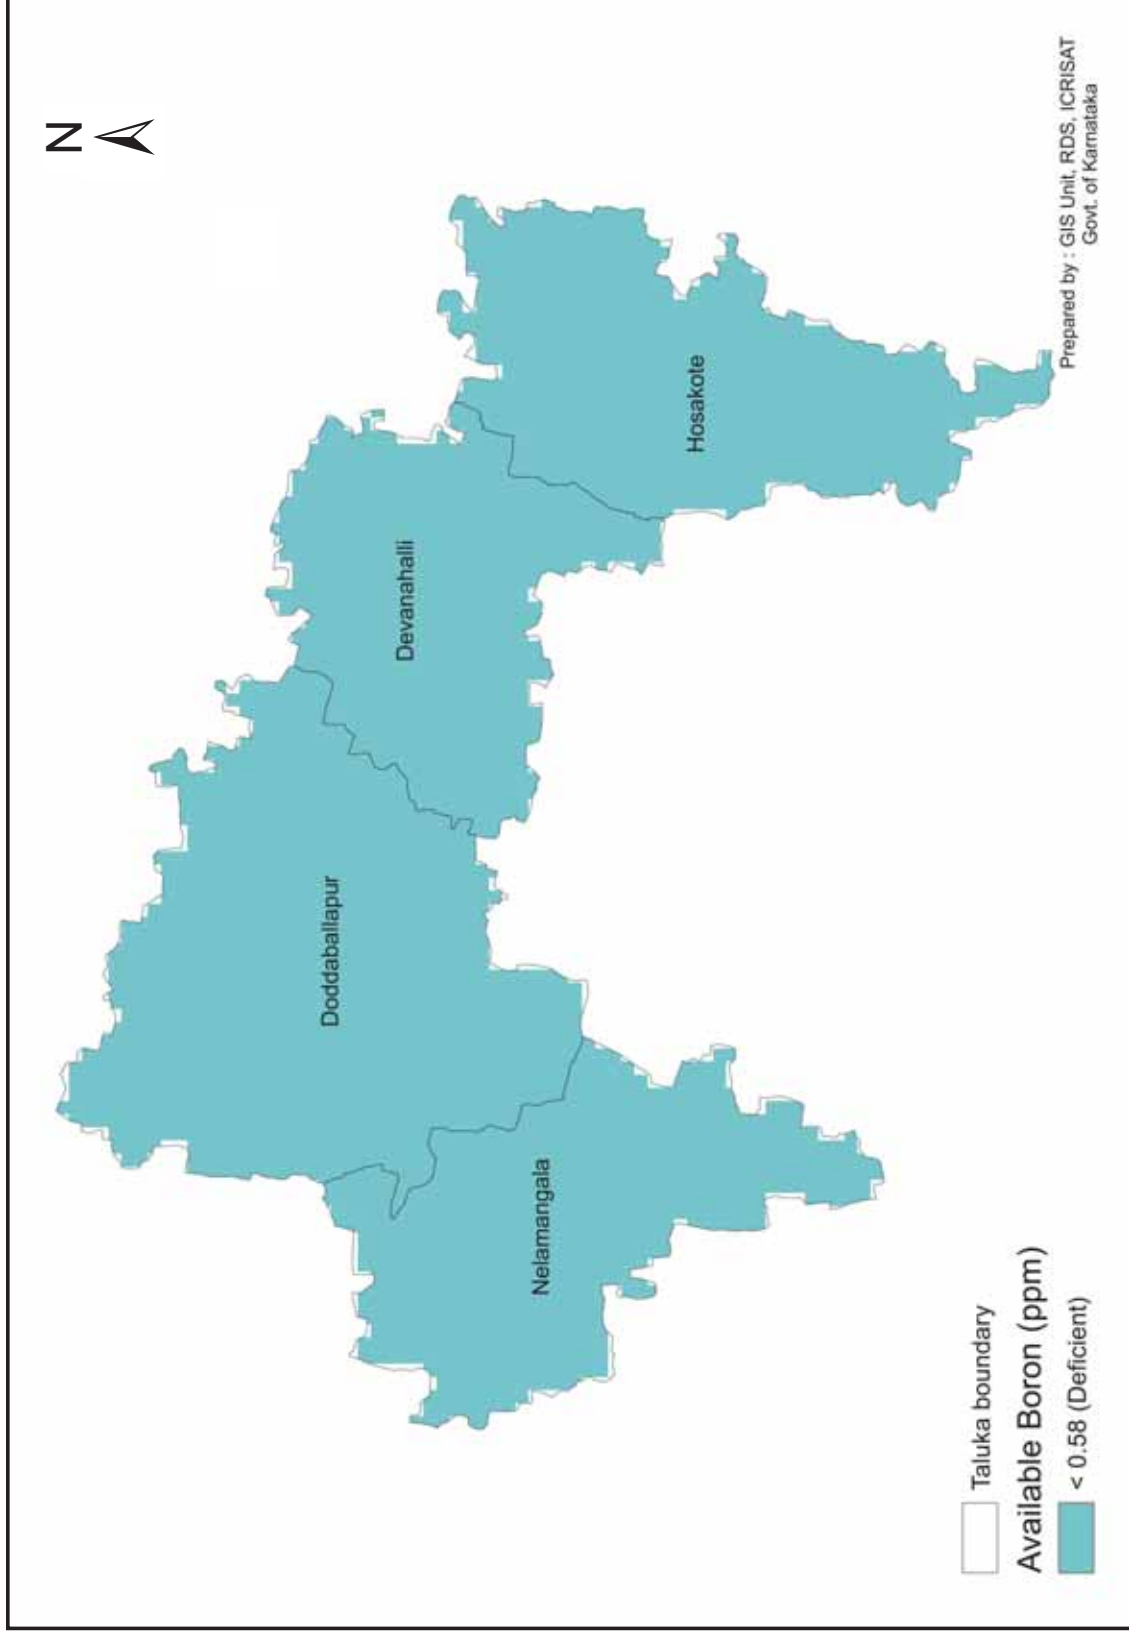 N
Doddaballapur
Devanahalli
Nelamangala
Hosakote
Taluka boundary
Available Boron (ppm)
< 0.58 (Deficient)
Prepared by : GIS Unit, RDS, ICRISAT
Govt. of Karnataka